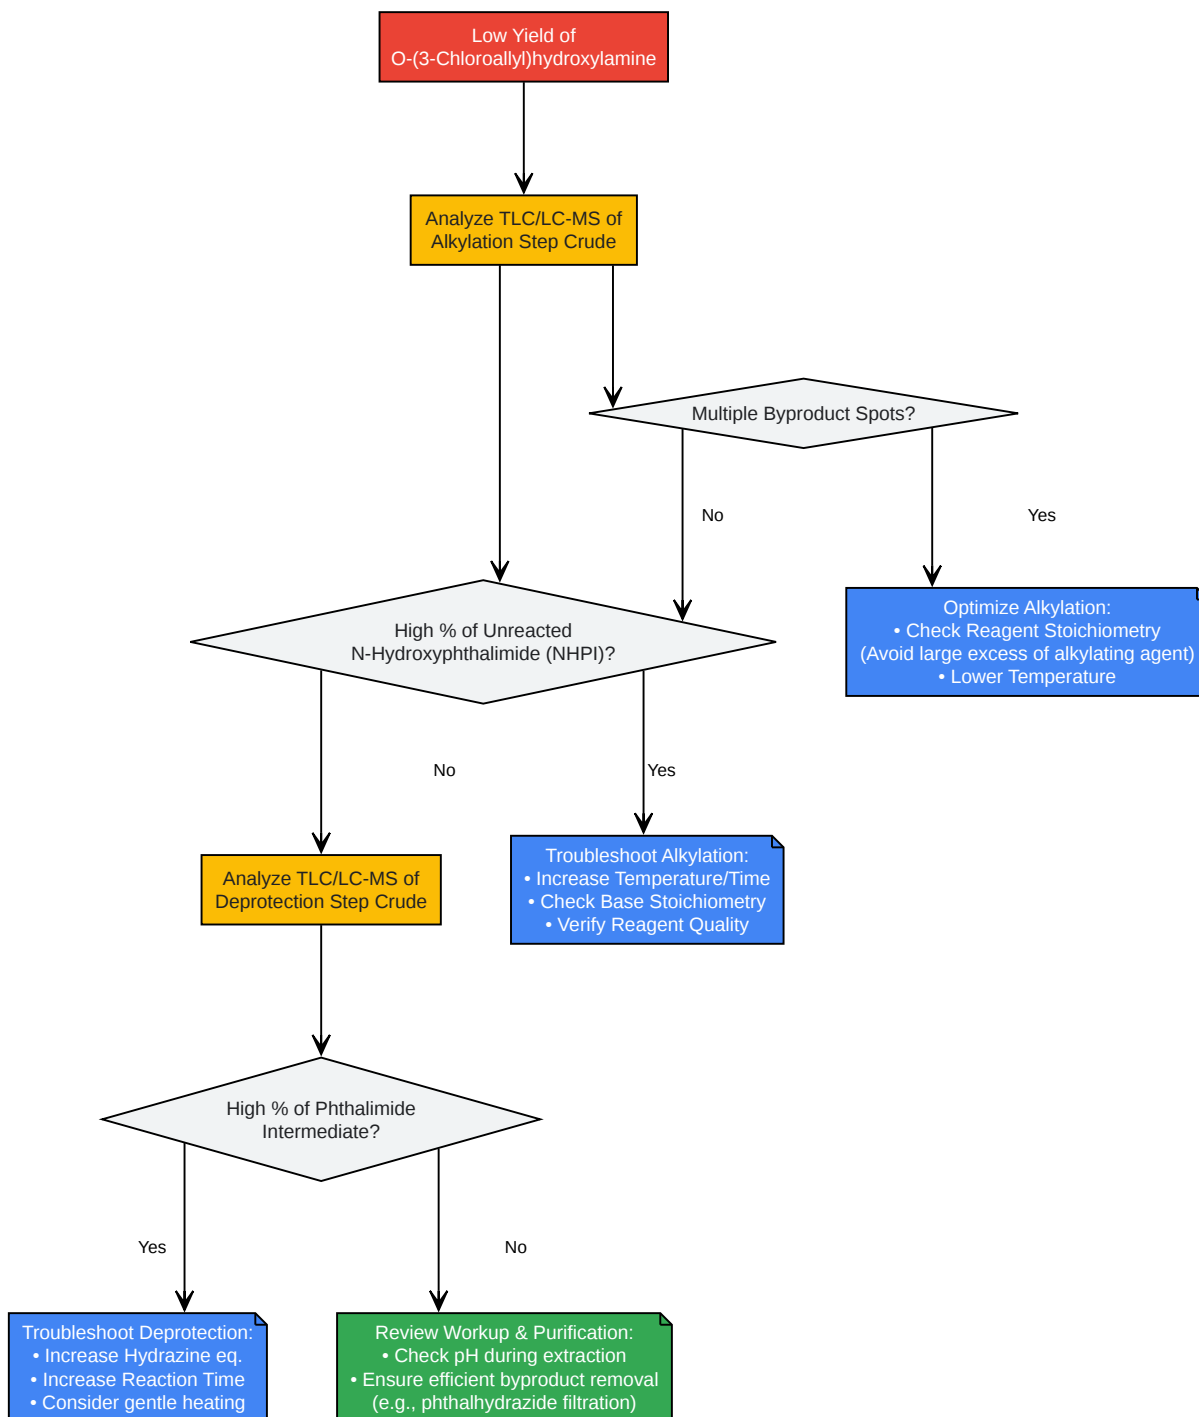 Low Yield of
O-(3-Chloroallyl)hydroxylamine
Analyze TLC/LC-MS of
Alkylation Step Crude
Multiple Byproduct Spots?
No
Yes
Optimize Alkylation:
• Check Reagent Stoichiometry
(Avoid large excess of alkylating agent)
• Lower Temperature
High % of Unreacted
N-Hydroxyphthalimide (NHPI)?
No
Yes
Troubleshoot Alkylation:
• Increase Temperature/Time
• Check Base Stoichiometry
• Verify Reagent Quality
Analyze TLC/LC-MS of
Deprotection Step Crude
High % of Phthalimide
Intermediate?
Yes
No
Troubleshoot Deprotection:
• Increase Hydrazine eq.
• Increase Reaction Time
• Consider gentle heating
Review Workup & Purification:
• Check pH during extraction
• Ensure efficient byproduct removal
(e.g., phthalhydrazide filtration)